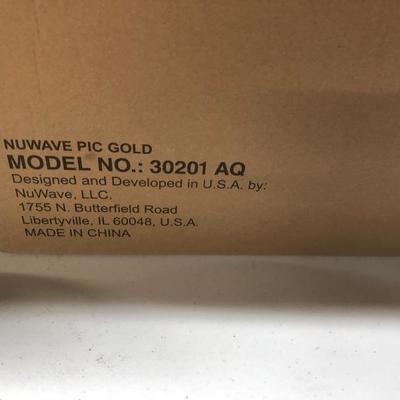 NUWAVE PIC GOLD
MODEL NO.: 30201 AQ
Designed and Developed in U.S.A. by:
NuWave, LLC.
1755 N. Butterfield Road
Libertyville, IL 60048, U.S.A.
MADE IN CHINA